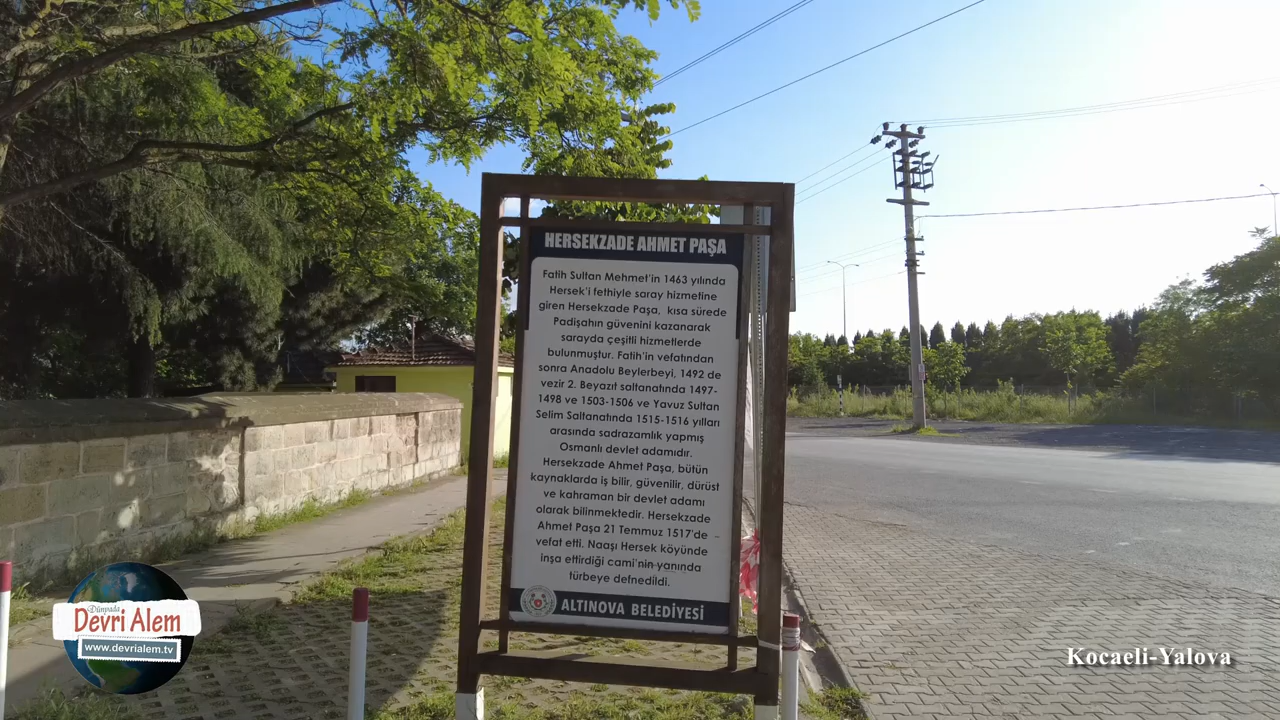 HERSEKZADE AHMET PAŞA
Fatih Sultan Mehmet'in 1463 yılında
Hersek'i fethiyle saray hizmetine
giren Hersekzade Paşa, kısa sürede
Padişahın güvenini kazanarak
sarayda çeşitli hizmetlerde
bulunmuştur. Fatih'in vefatından
sonra Anadolu Beylerbeyi, 1492 de
vezir 2. Beyazıt saltanatında 1497-
1498 ve 1503-1506 ve Yavuz Sultan
Selim Saltanatında 1515-1516 yılları
arasında sadrazamlık yapmış
Osmanlı devlet adamıdır.
Hersekzade Ahmet Paşa, bütün
kaynaklarda iş bilir, güvenilir, dürüst
ve kahraman bir devlet adamı
olarak bilinmektedir. Hersekzade
Ahmet Paşa 21 Temmuz 1517'de
vefat etti. Naaşı Hersek köyünde
inşa ettirdiği cami'nin yanında
türbeye defnedildi.
ALTINOVA BELEDİYESİ
Dünyada
Devri Alem
www.devrialem.tv
Kocaeli-Yalova